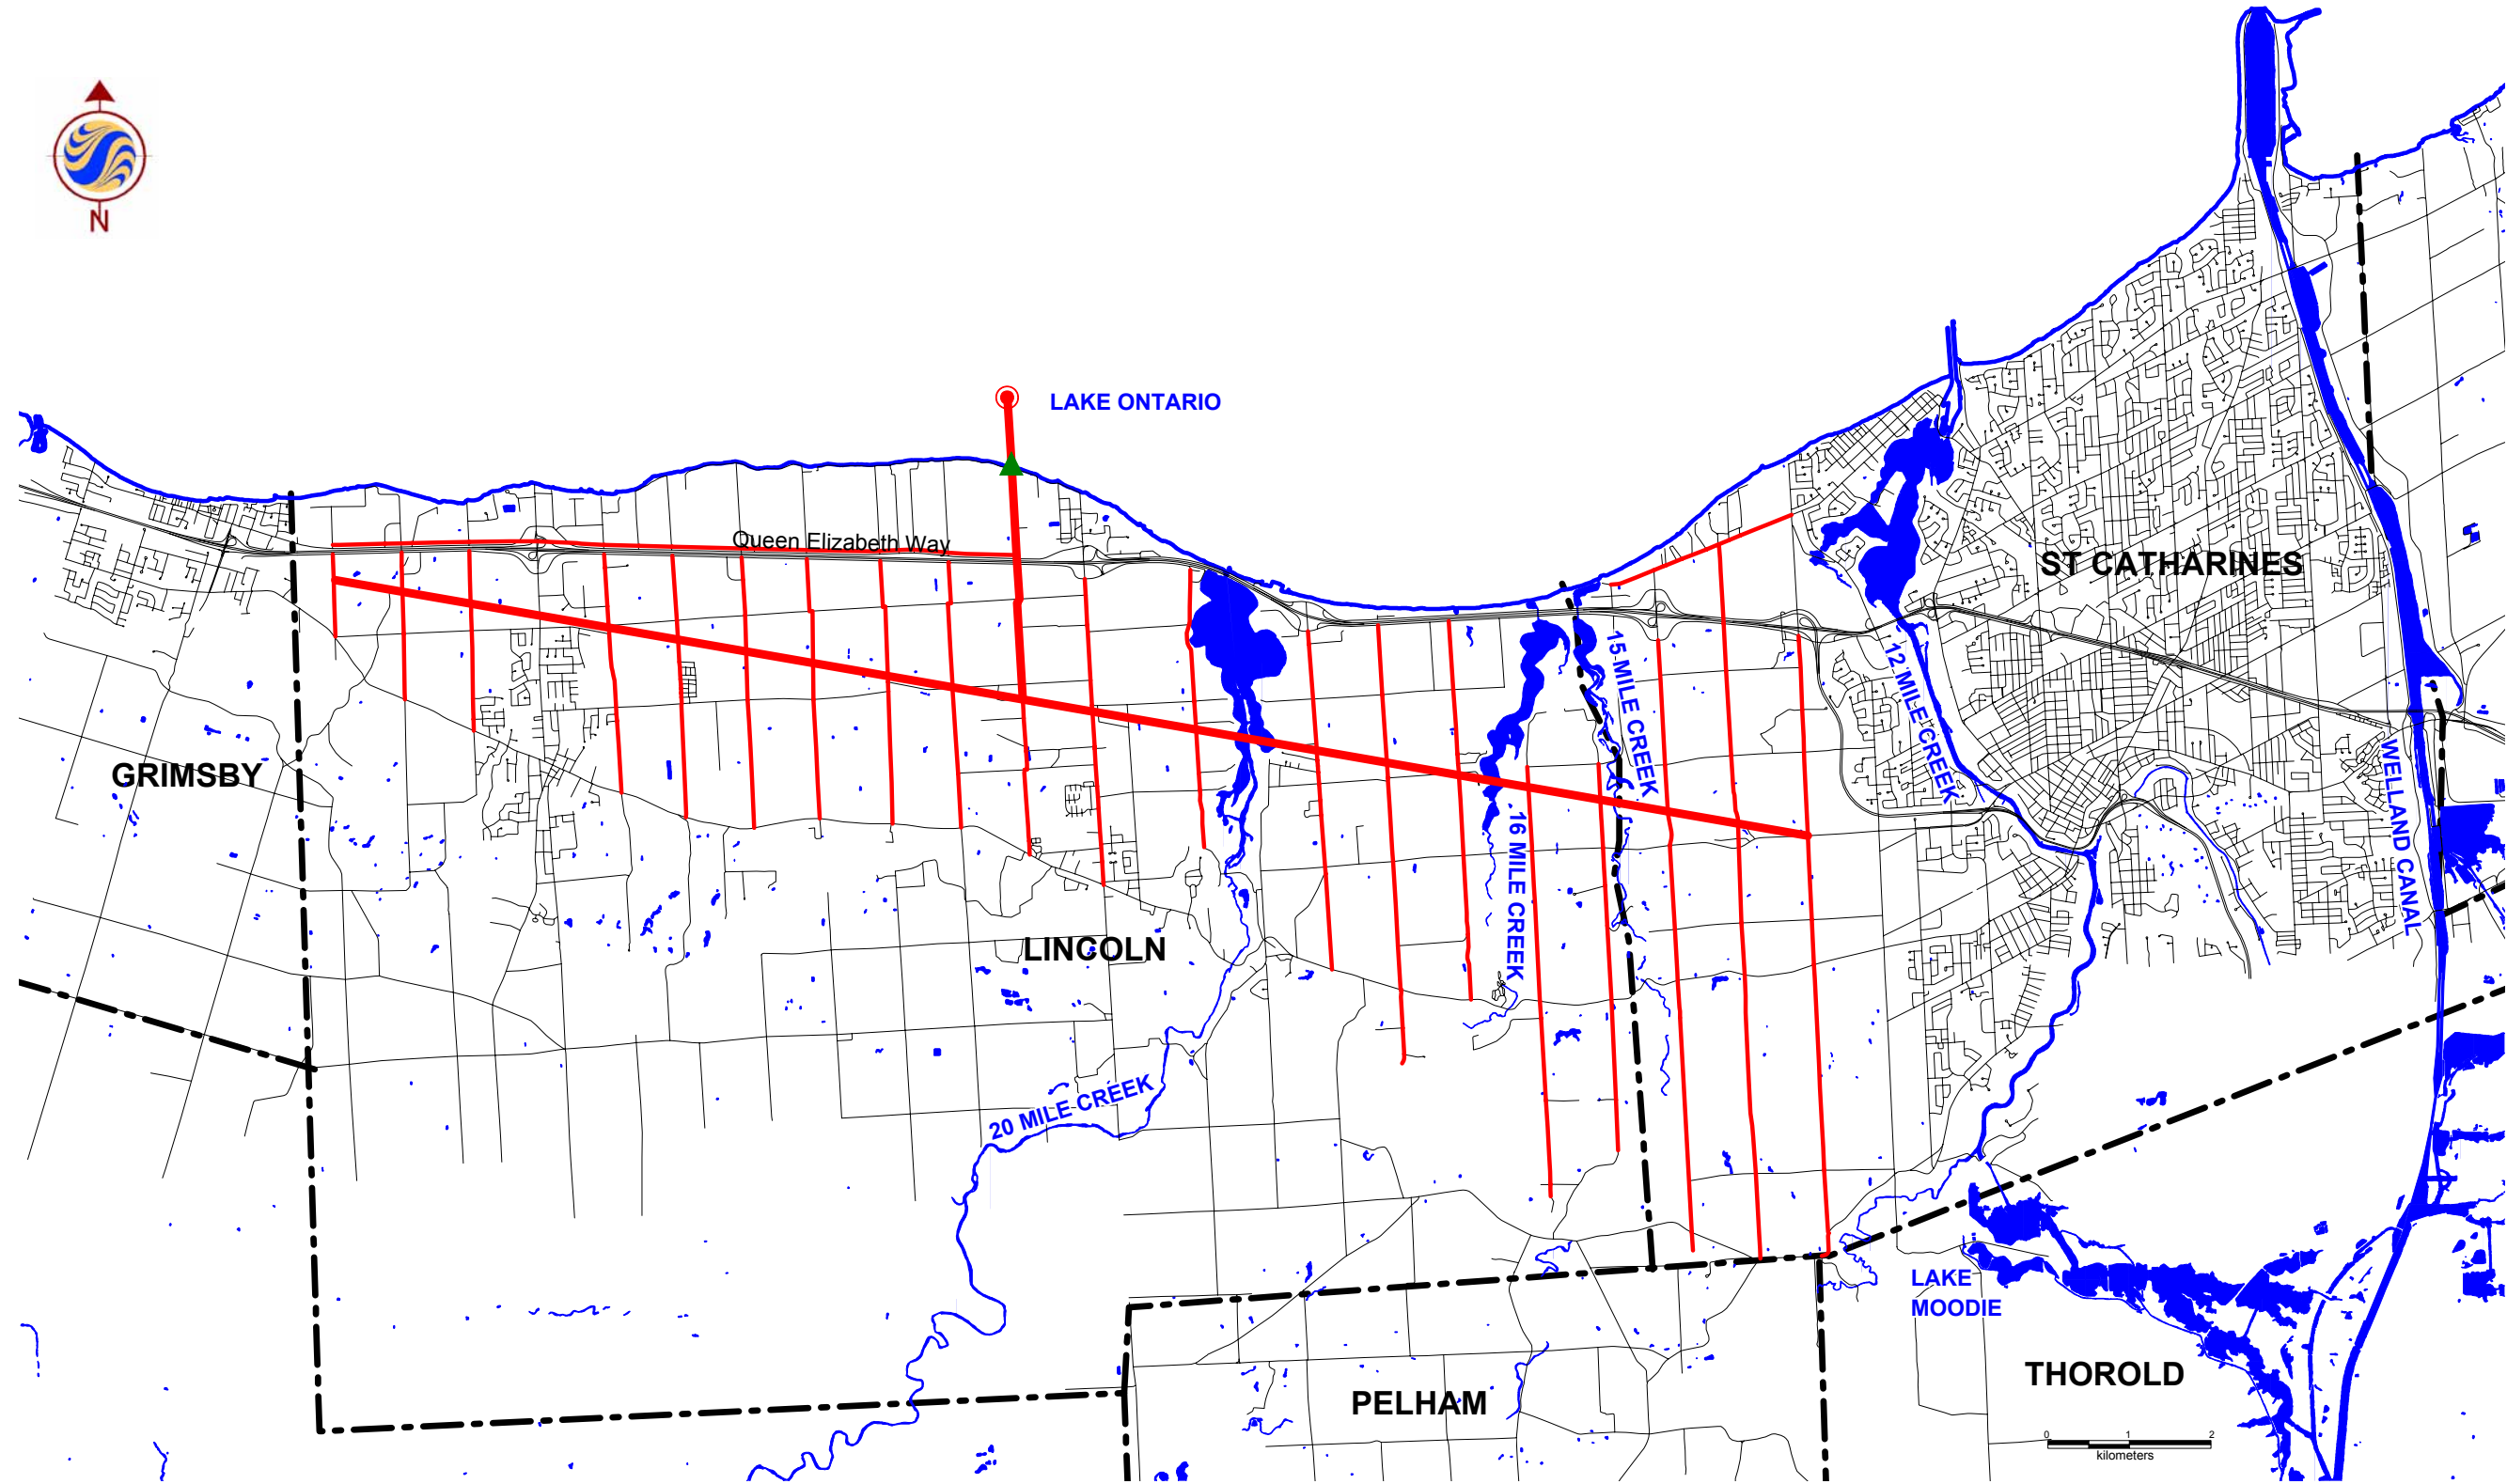 N
LAKE ONTARIO
Queen Elizabeth Way
ST CATHARINES
15 MILE CREEK
12 MILE CREEK
GRIMSBY
WELLAND CANAL
16 MILE CREEK
LINCOLN
20 MILE CREEK
LAKE
MOODIE
THOROLD
PELHAM
0 1 2
kilometers